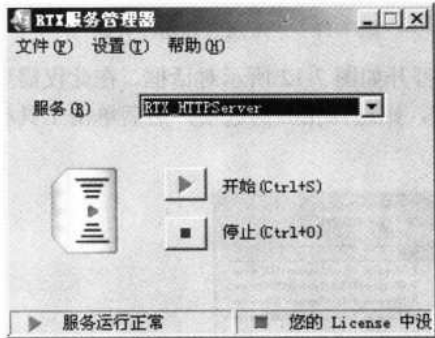 RTX服务管理器
文件(F) 设置(T) 帮助(H)
服务(R) RTX_HTTPServer
开始(Ctrl+S)
停止(Ctrl+O)
服务运行正常 您的 License 中没